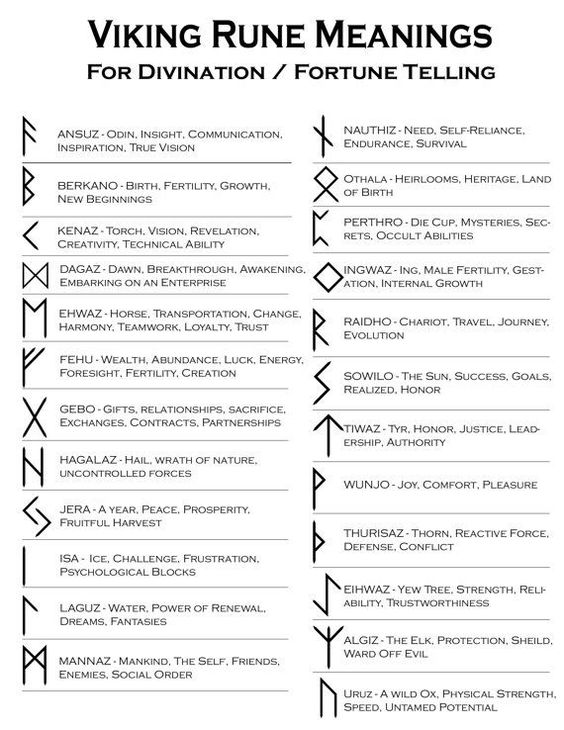 Viking Rune Meanings
For Divination / Fortune Telling
ᚨ ANSUZ - Odin, Insight, Communication,
Inspiration, True Vision
ᛒ BERKANO - Birth, Fertility, Growth,
New Beginnings
ᚲ KENAZ - Torch, Vision, Revelation,
Creativity, Technical Ability
ᛞ DAGAZ - Dawn, Breakthrough, Awakening,
Embarking on an Enterprise
ᛖ EHWAZ - Horse, Transportation, Change,
Harmony, Teamwork, Loyalty, Trust
ᚠ FEHU - Wealth, Abundance, Luck, Energy,
Foresight, Fertility, Creation
ᚷ GEBO - Gifts, relationships, sacrifice,
Exchanges, Contracts, Partnerships
ᚺ HAGALAZ - Hail, wrath of nature,
uncontrolled forces
ᛃ JERA - A year, Peace, Prosperity,
Fruitful Harvest
ᛁ ISA - Ice, Challenge, Frustration,
Psychological Blocks
ᛚ LAGUZ - Water, Power of Renewal,
Dreams, Fantasies
ᛗ MANNAZ - Mankind, The Self, Friends,
Enemies, Social Order
ᚾ NAUTHIZ - Need, Self-Reliance,
Endurance, Survival
ᛟ Othala - Heirlooms, Heritage, Land
of Birth
ᛈ PERTHRO - Die Cup, Mysteries, Sec-
rets, Occult Abilities
ᛜ INGWAZ - Ing, Male Fertility, Gest-
ation, Internal Growth
ᚱ RAIDHO - Chariot, Travel, Journey,
Evolution
ᛊ SOWILO - The Sun, Success, Goals,
Realized, Honor
ᛏ TIWAZ - Tyr, Honor, Justice, Lead-
ership, Authority
ᚹ WUNJO - Joy, Comfort, Pleasure
ᚦ THURISAZ - Thorn, Reactive Force,
Defense, Conflict
ᛇ EIHWAZ - Yew Tree, Strength, Reli-
ability, Trustworthiness
ᛉ ALGIZ - The Elk, Protection, Sheild,
Ward Off Evil
ᚢ Uruz - A wild Ox, Physical Strength,
Speed, Untamed Potential